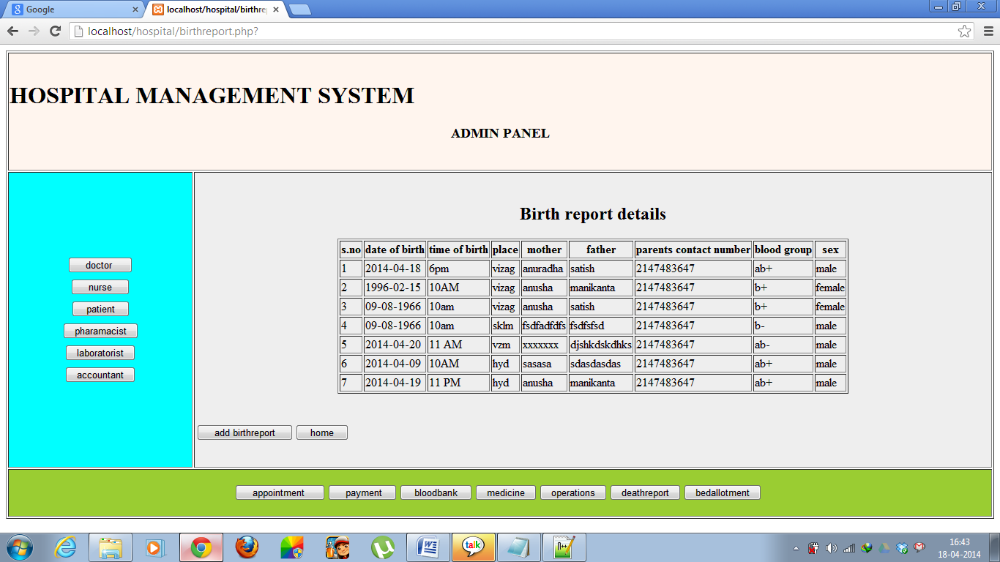 Google
localhost/hospital/birthre
localhost/hospital/birthreport.php?
HOSPITAL MANAGEMENT SYSTEM
ADMIN PANEL
doctor
nurse
patient
pharamacist
laboratorist
accountant
Birth report details
s.no date of birth time of birth place mother father parents contact number blood group sex
1 2014-04-18 6pm vizag anuradha satish 2147483647 ab+ male
2 1996-02-15 10AM vizag anusha manikanta 2147483647 b+ female
3 09-08-1966 10am vizag anusha satish 2147483647 b+ female
4 09-08-1966 10am sklm fsdfadfdfs fsdfsfsd 2147483647 b- male
5 2014-04-20 11 AM vzm xxxxxxx djshkdskdhks 2147483647 ab- male
6 2014-04-09 10AM hyd sasasa sdasdasdas 2147483647 ab+ male
7 2014-04-19 11 PM hyd anusha manikanta 2147483647 ab+ male
add birthreport home
appointment payment bloodbank medicine operations deathreport bedallotment
talk
16:43
18-04-2014